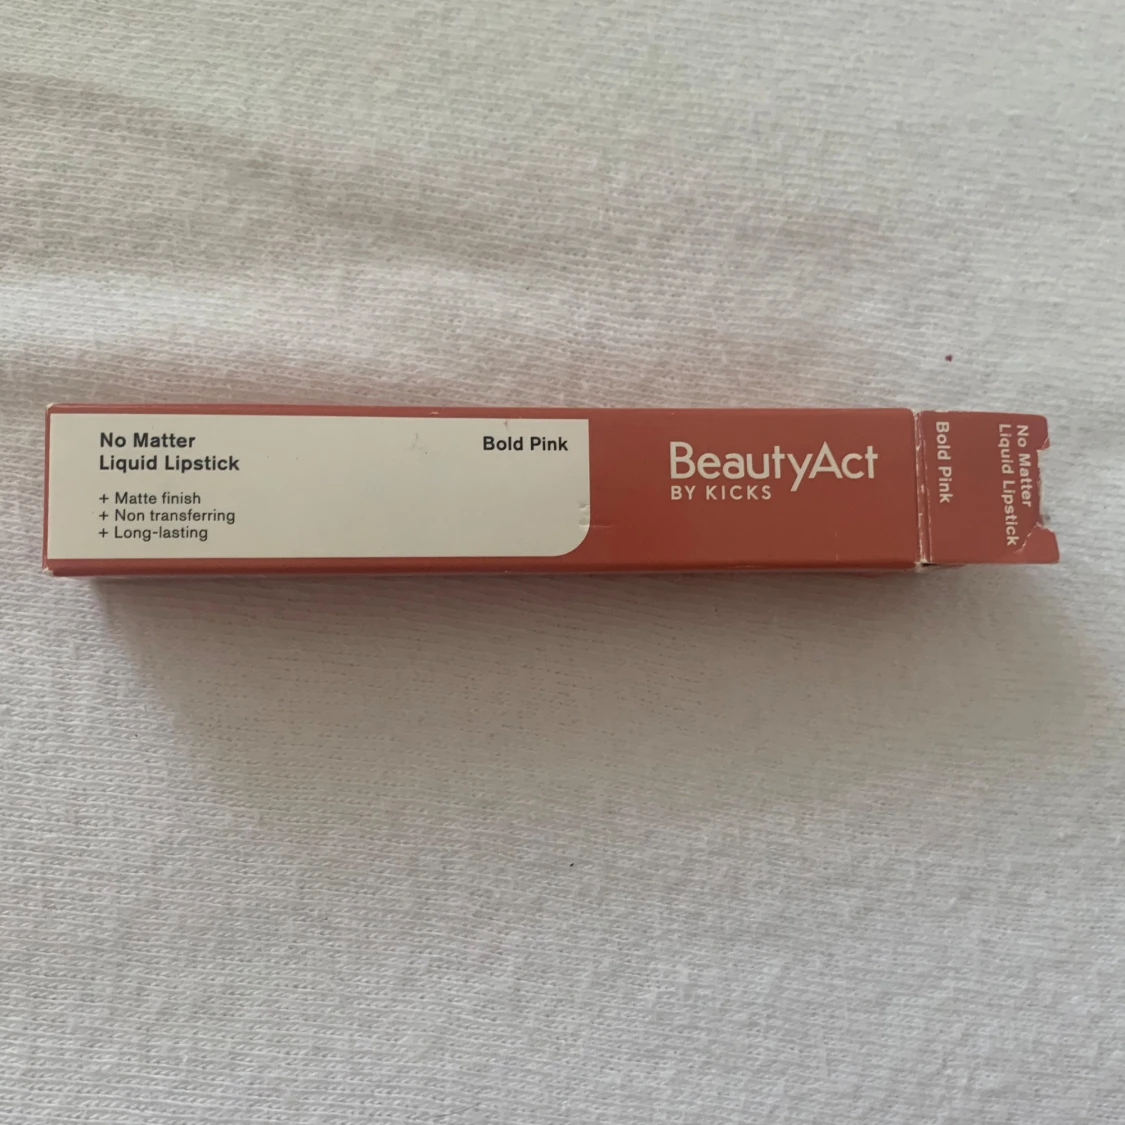 No Matter
Liquid Lipstick
+ Matte finish
+ Non transferring
+ Long-lasting
Bold Pink
BeautyAct
BY KICKS
No Matter
Liquid Lipstick
Bold Pink